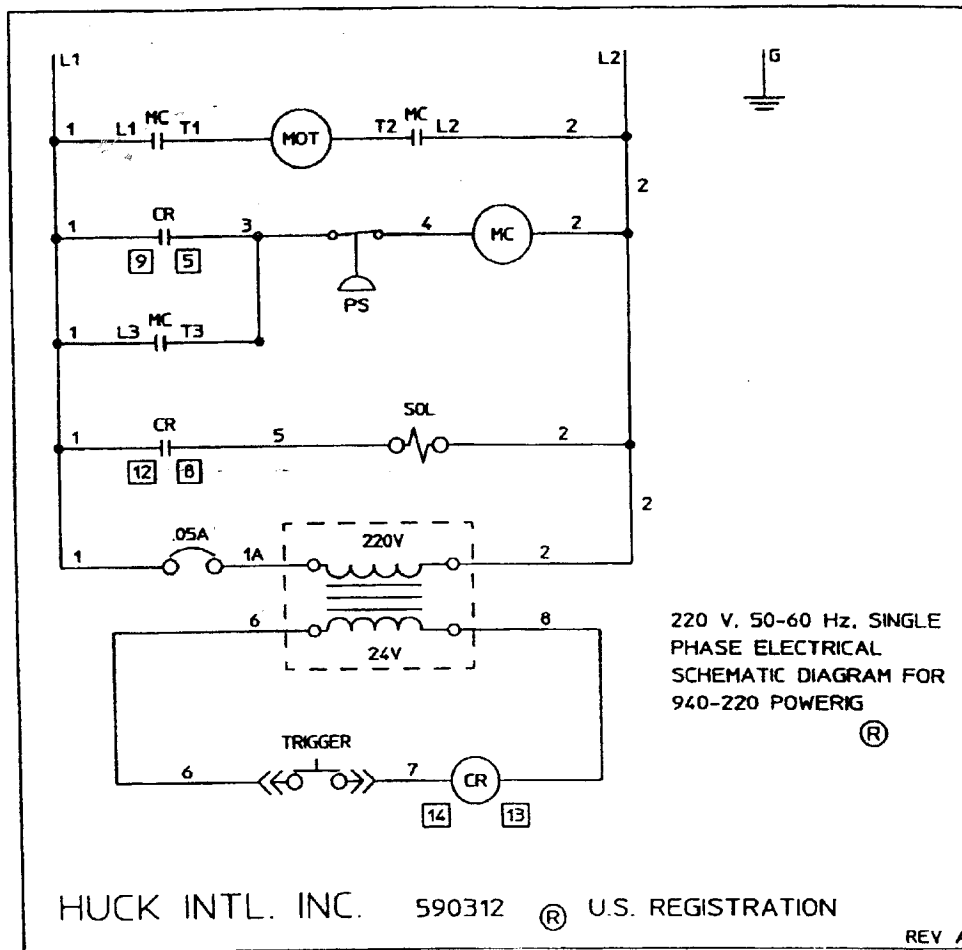 L1
L2
G
1
L1
MC
T1
MOT
T2
MC
L2
2
2
1
CR
3
4
MC
2
9
5
PS
1
L3
MC
T3
1
CR
5
SOL
2
12
8
2
1
.05A
1A
220V
2
6
24V
8
220 V, 50-60 Hz, SINGLE
PHASE ELECTRICAL
SCHEMATIC DIAGRAM FOR
940-220 POWERIG
®
TRIGGER
6
7
CR
14
13
HUCK INTL. INC. 590312 ® U.S. REGISTRATION
REV A